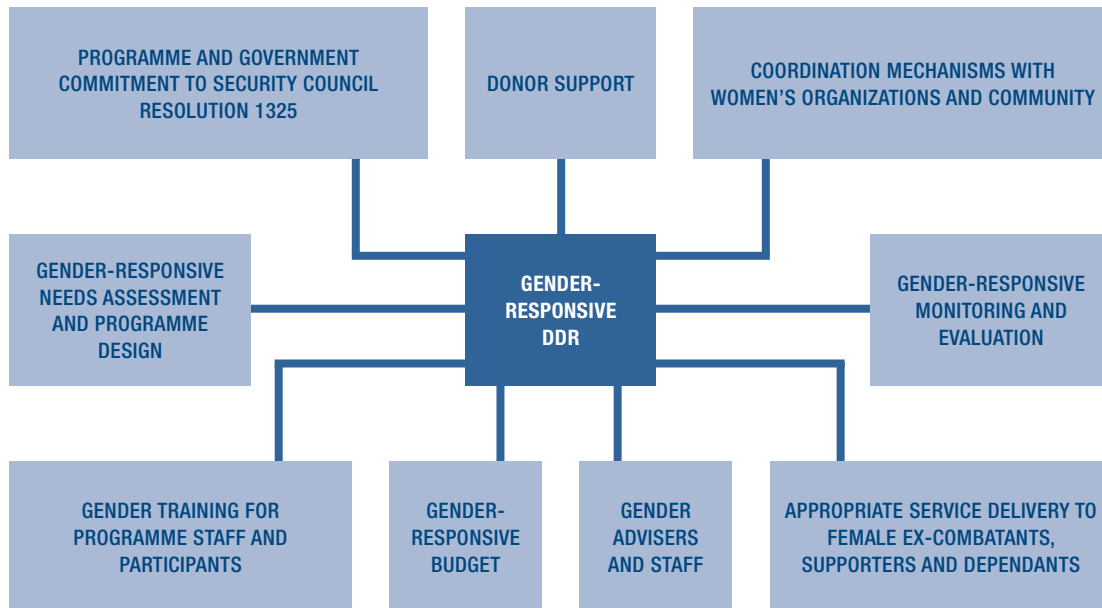 PROGRAMME AND GOVERNMENT
COMMITMENT TO SECURITY COUNCIL
RESOLUTION 1325
DONOR SUPPORT
COORDINATION MECHANISMS WITH
WOMEN'S ORGANIZATIONS AND COMMUNITY
GENDER-RESPONSIVE
NEEDS ASSESSMENT
AND PROGRAMME
DESIGN
GENDER-
RESPONSIVE
DDR
GENDER-RESPONSIVE
MONITORING AND
EVALUATION
GENDER TRAINING FOR
PROGRAMME STAFF AND
PARTICIPANTS
GENDER-
RESPONSIVE
BUDGET
GENDER
ADVISERS
AND STAFF
APPROPRIATE SERVICE DELIVERY TO
FEMALE EX-COMBATANTS,
SUPPORTERS AND DEPENDANTS